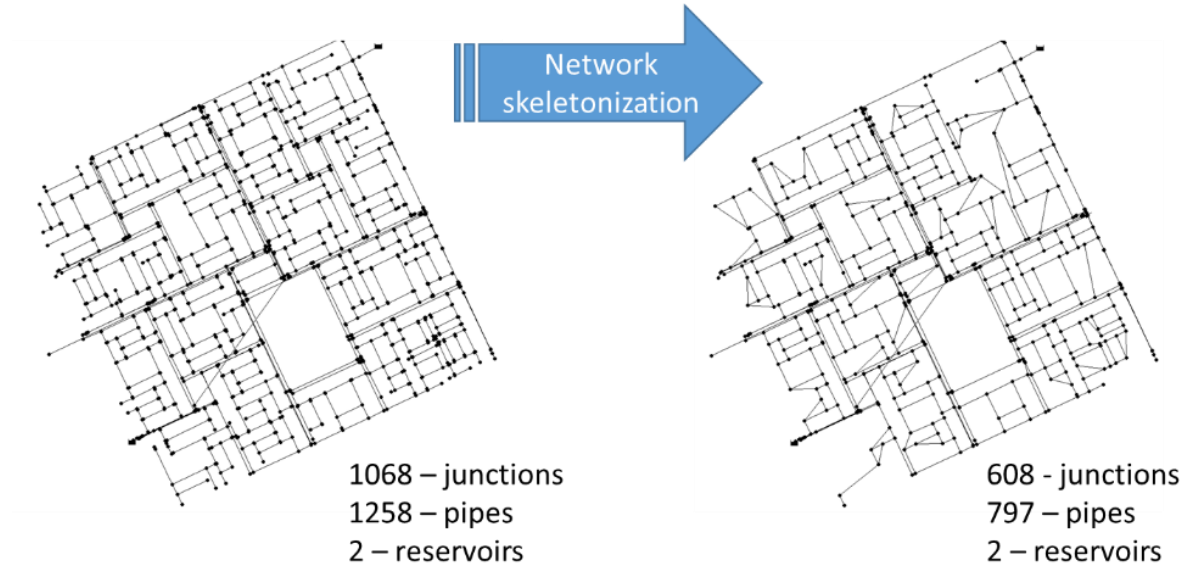 Network
skeletonization
1068 – junctions
1258 – pipes
2 – reservoirs
608 - junctions
797 – pipes
2 – reservoirs